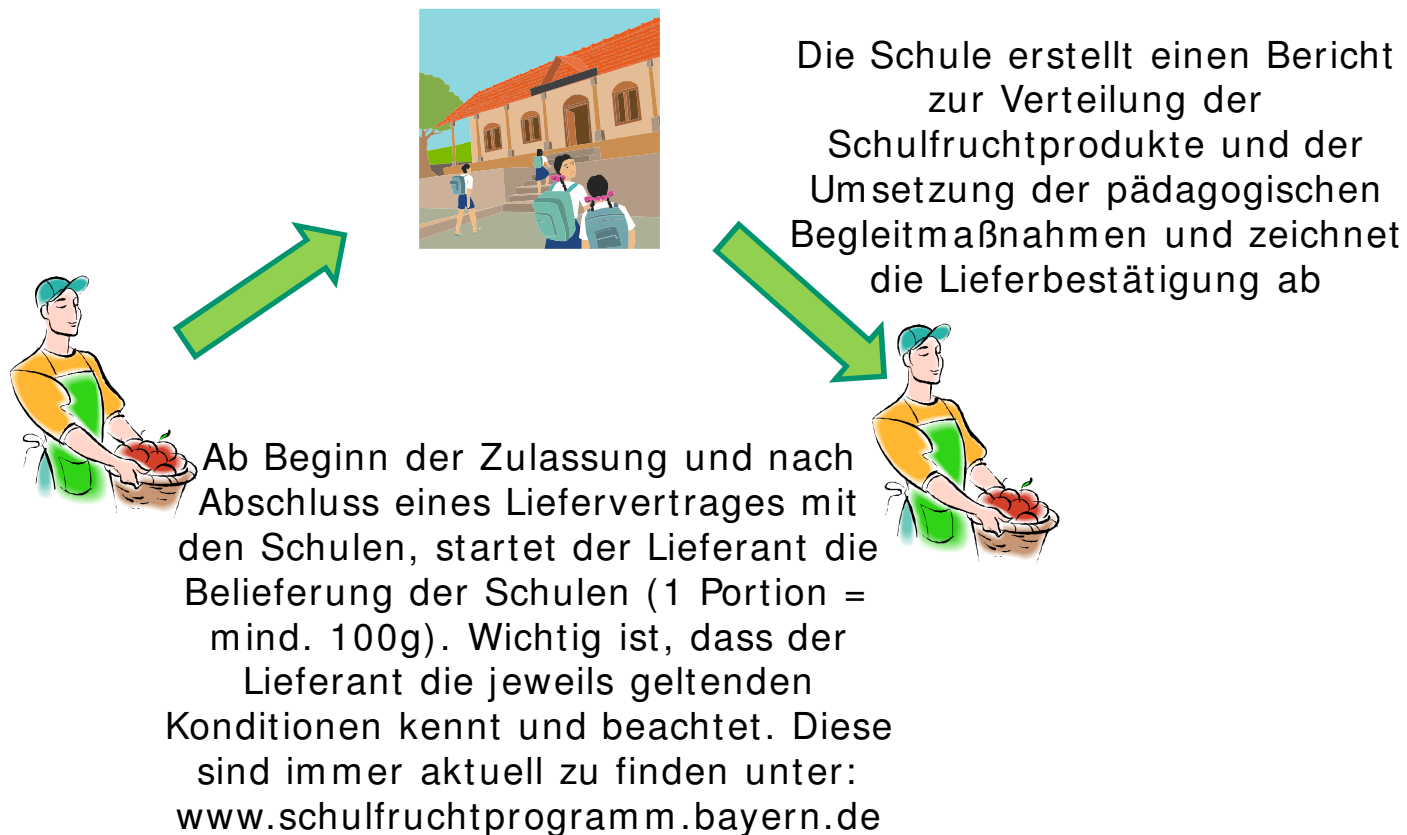 Die Schule erstellt einen Bericht
zur Verteilung der
Schulfruchtprodukte und der
Umsetzung der pädagogischen
Begleitmaßnahmen und zeichnet
die Lieferbestätigung ab
Ab Beginn der Zulassung und nach
Abschluss eines Liefervertrages mit
den Schulen, startet der Lieferant die
Belieferung der Schulen (1 Portion =
mind. 100g). Wichtig ist, dass der
Lieferant die jeweils geltenden
Konditionen kennt und beachtet. Diese
sind immer aktuell zu finden unter:
www.schulfruchtprogramm.bayern.de